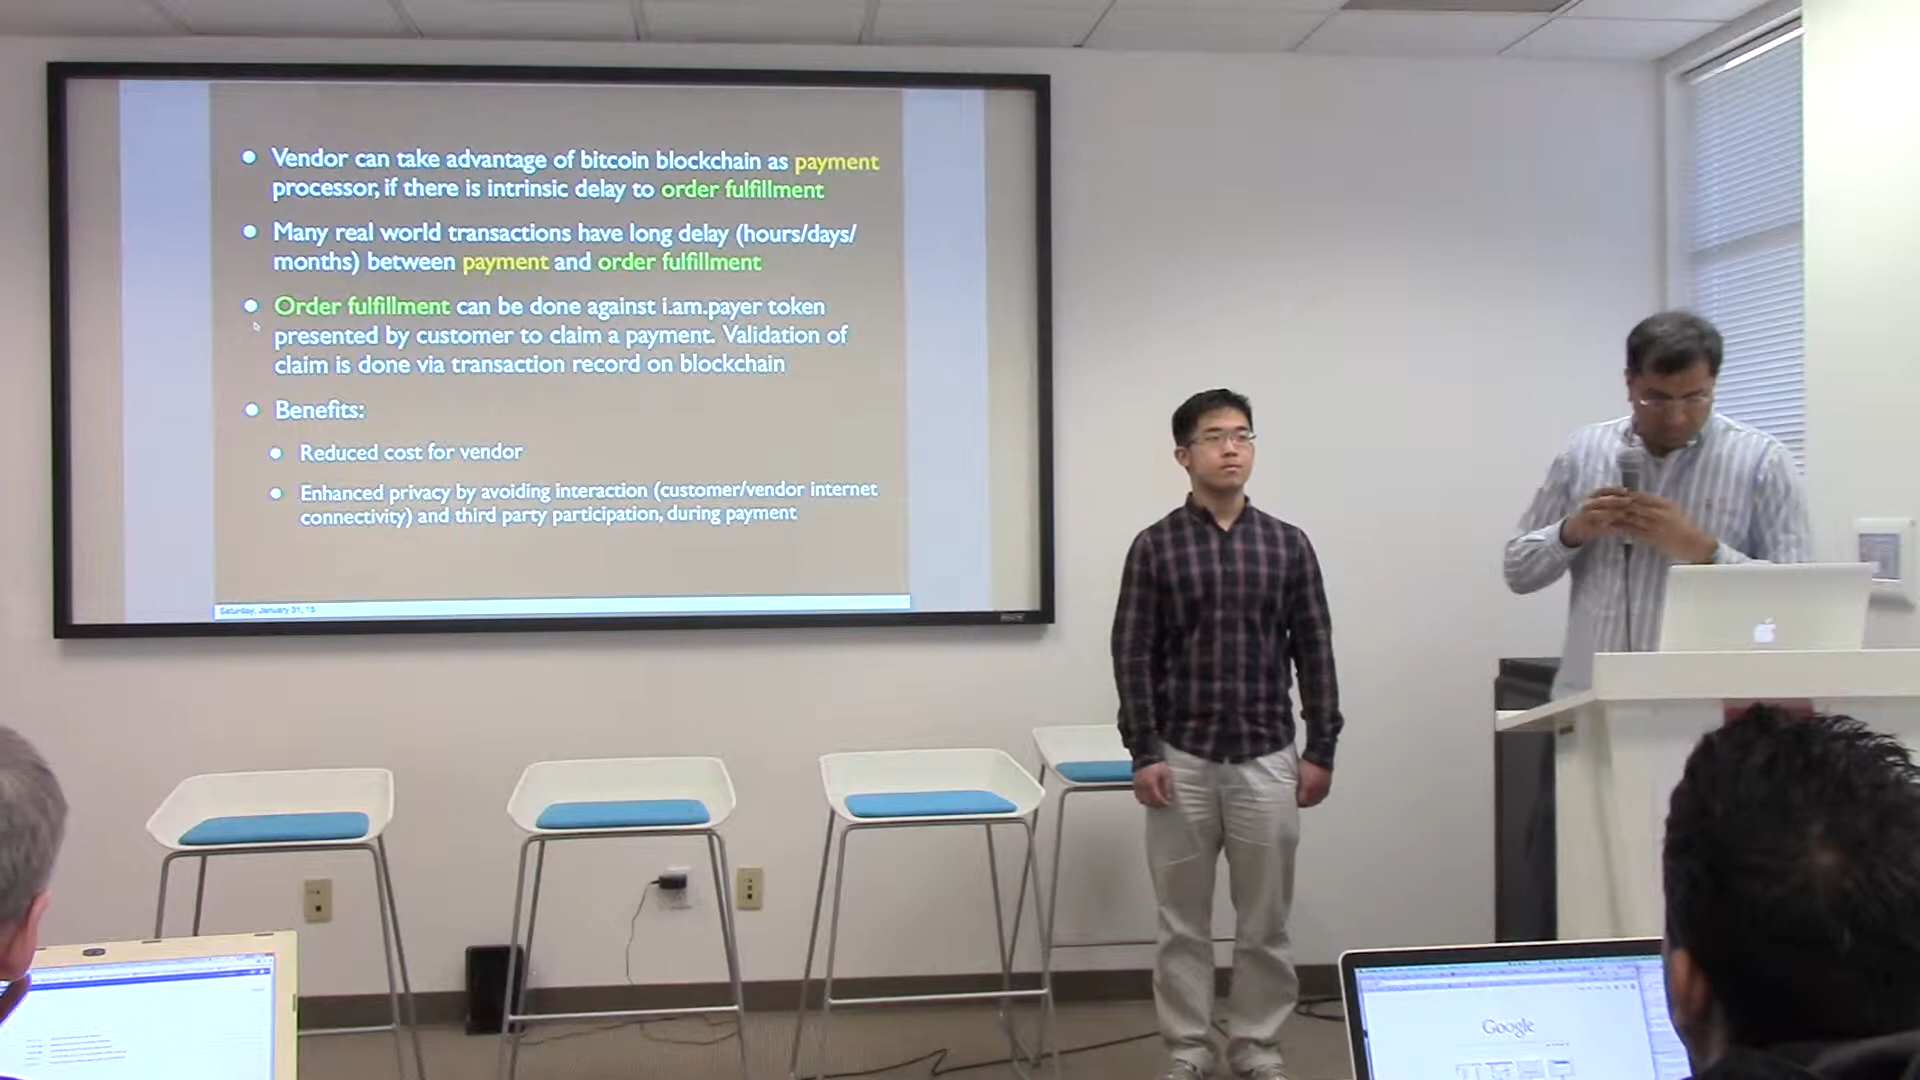 Vendor can take advantage of bitcoin blockchain as payment
processor, if there is intrinsic delay to order fulfillment
Many real world transactions have long delay (hours/days/
months) between payment and order fulfillment
Order fulfillment can be done against i.am.payer token
presented by customer to claim a payment. Validation of
claim is done via transaction record on blockchain
Benefits:
Reduced cost for vendor
Enhanced privacy by avoiding interaction (customer/vendor internet
connectivity) and third party participation, during payment
Saturday, January 31, 15
Google